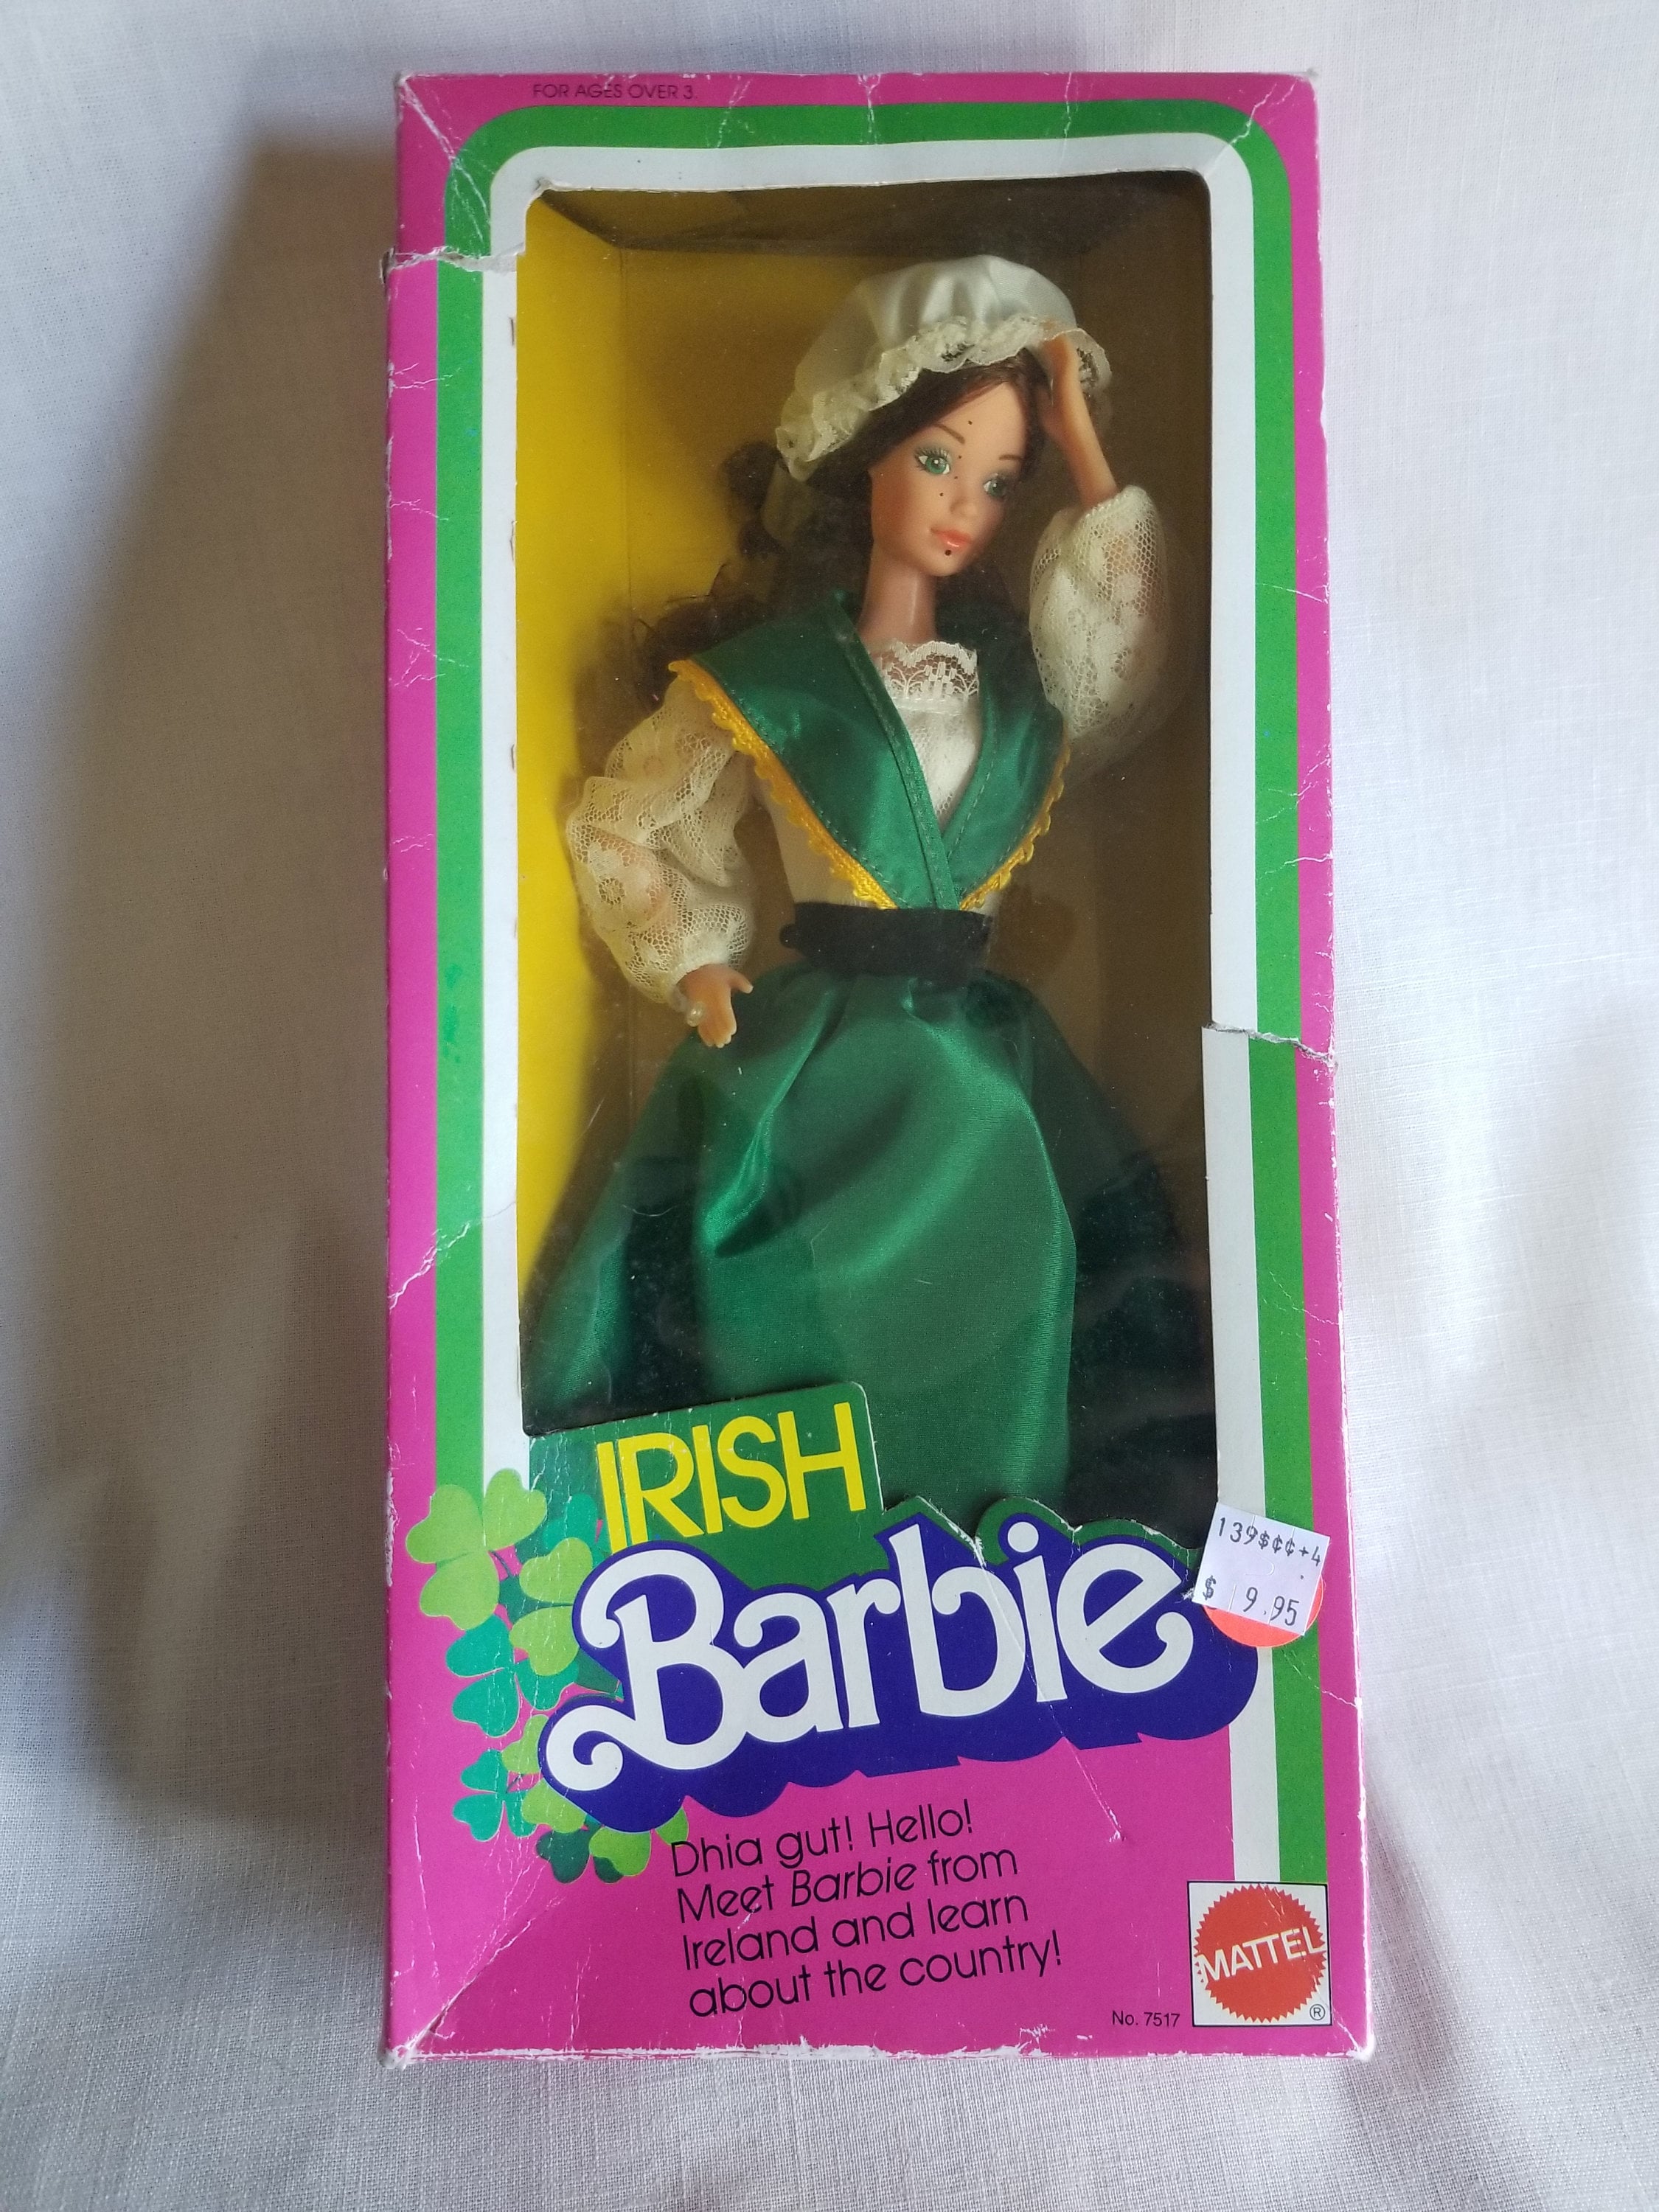 FOR AGES OVER 3.
IRISH
Barbie
139$¢¢+4
$ 9.95
Dhia gut! Hello!
Meet Barbie from
Ireland and learn
about the country!
No. 7517
MATTEL
®